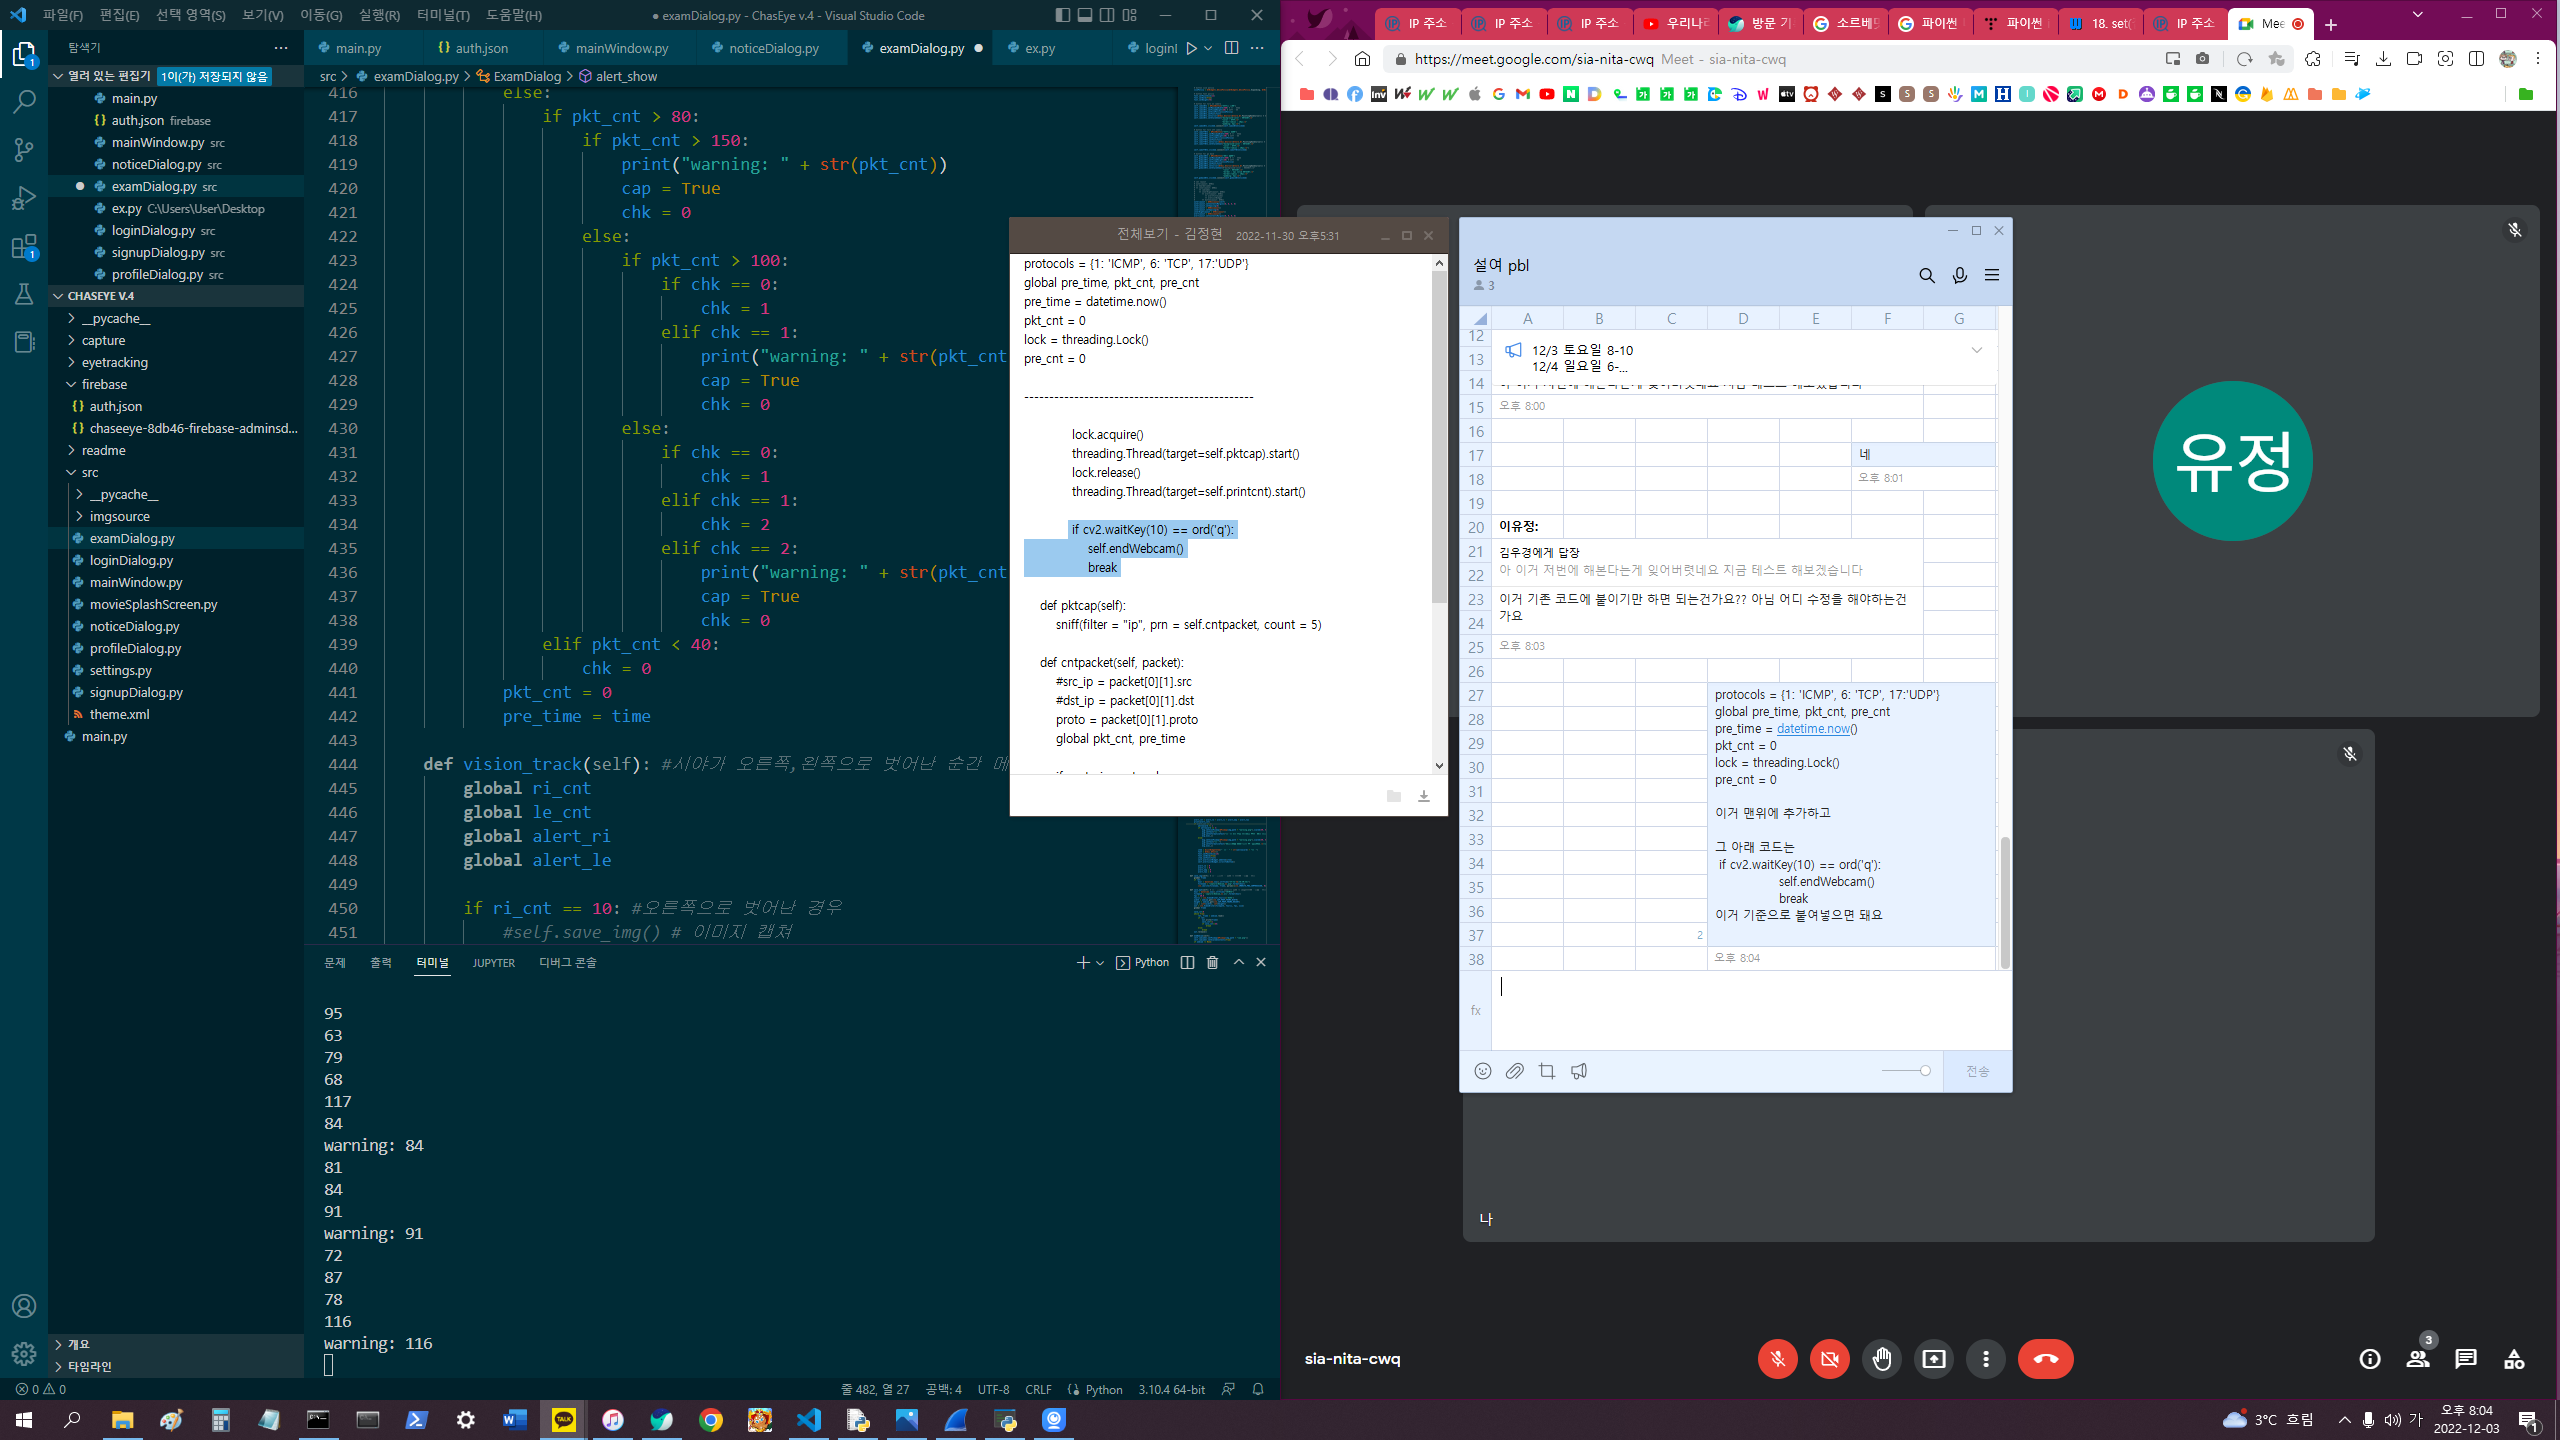 파일(F) 편집(E) 선택 영역(S) 보기(V) 이동(G) 실행(R) 터미널(T) 도움말(H)
● examDialog.py - ChasEye v.4 - Visual Studio Code
탐색기
열려 있는 편집기 1이(가) 저장되지 않음
main.py
auth.json firebase
mainWindow.py src
noticeDialog.py src
examDialog.py src
ex.py C:\Users\User\Desktop
loginDialog.py src
signupDialog.py src
profileDialog.py src
CHASEYE V.4
__pycache__
capture
eyetracking
firebase
auth.json
chaseeye-8db46-firebase-adminsd...
readme
src
__pycache__
imgsource
examDialog.py
loginDialog.py
mainWindow.py
movieSplashScreen.py
noticeDialog.py
profileDialog.py
settings.py
signupDialog.py
theme.xml
main.py
개요
타임라인
main.py auth.json mainWindow.py noticeDialog.py examDialog.py ex.py loginI
src > examDialog.py > ExamDialog > alert_show
416 else:
417 if pkt_cnt > 80:
418 if pkt_cnt > 150:
419 print("warning: " + str(pkt_cnt))
420 cap = True
421 chk = 0
422 else:
423 if pkt_cnt > 100:
424 if chk == 0:
425 chk = 1
426 elif chk == 1:
427 print("warning: " + str(pkt_cnt
428 cap = True
429 chk = 0
430 else:
431 if chk == 0:
432 chk = 1
433 elif chk == 1:
434 chk = 2
435 elif chk == 2:
436 print("warning: " + str(pkt_cnt
437 cap = True
438 chk = 0
439 elif pkt_cnt < 40:
440 chk = 0
441 pkt_cnt = 0
442 pre_time = time
443
444 def vision_track(self): #시야가 오른쪽,왼쪽으로 벗어난 순간 메
445 global ri_cnt
446 global le_cnt
447 global alert_ri
448 global alert_le
449
450 if ri_cnt == 10: #오른쪽으로 벗어난 경우
451 #self.save_img() # 이미지 캡쳐
문제 출력 터미널 JUPYTER 디버그 콘솔
Python
95
63
79
68
117
84
warning: 84
81
84
91
warning: 91
72
87
78
116
warning: 116
0 0
줄 482, 열 27 공백: 4 UTF-8 CRLF Python 3.10.4 64-bit
전체보기 - 김정현 2022-11-30 오후5:31
protocols = {1: 'ICMP', 6: 'TCP', 17:'UDP'}
global pre_time, pkt_cnt, pre_cnt
pre_time = datetime.now()
pkt_cnt = 0
lock = threading.Lock()
pre_cnt = 0
----------------------------------------------
lock.acquire()
threading.Thread(target=self.pktcap).start()
lock.release()
threading.Thread(target=self.printcnt).start()
if cv2.waitKey(10) == ord('q'):
self.endWebcam()
break
def pktcap(self):
sniff(filter = "ip", prn = self.cntpacket, count = 5)
def cntpacket(self, packet):
#src_ip = packet[0][1].src
#dst_ip = packet[0][1].dst
proto = packet[0][1].proto
global pkt_cnt, pre_time
IP 주소 IP 주소 IP 주소 우리나라 방문 기 소르베 구 파이썬 파이썬 18. set( IP 주소 Mee
https://meet.google.com/sia-nita-cwq Meet - sia-nita-cwq
설여 pbl
3
A B C D E F G
12
13 12/3 토요일 8-10
12/4 일요일 6-...
14
15 오후 8:00
16
17 네
18 오후 8:01
19
20 이유정:
21 김우경에게 답장
22 아 이거 저번에 해본다는게 잊어버렷네요 지금 테스트 해보겠습니다
23 이거 기존 코드에 붙이기만 하면 되는건가요?? 아님 어디 수정을 해야하는건
24 가요
25 오후 8:03
26
27 protocols = {1: 'ICMP', 6: 'TCP', 17:'UDP'}
28 global pre_time, pkt_cnt, pre_cnt
29 pre_time = datetime.now()
pkt_cnt = 0
30 lock = threading.Lock()
31 pre_cnt = 0
32 이거 맨위에 추가하고
33 그 아래 코드는
34 if cv2.waitKey(10) == ord('q'):
35 self.endWebcam()
36 break
이거 기준으로 붙여넣으면 돼요
37 2
38 오후 8:04
fx
전송
유정
나
sia-nita-cwq
3
TALK
3°C 흐림
가
오후 8:04
2022-12-03
1